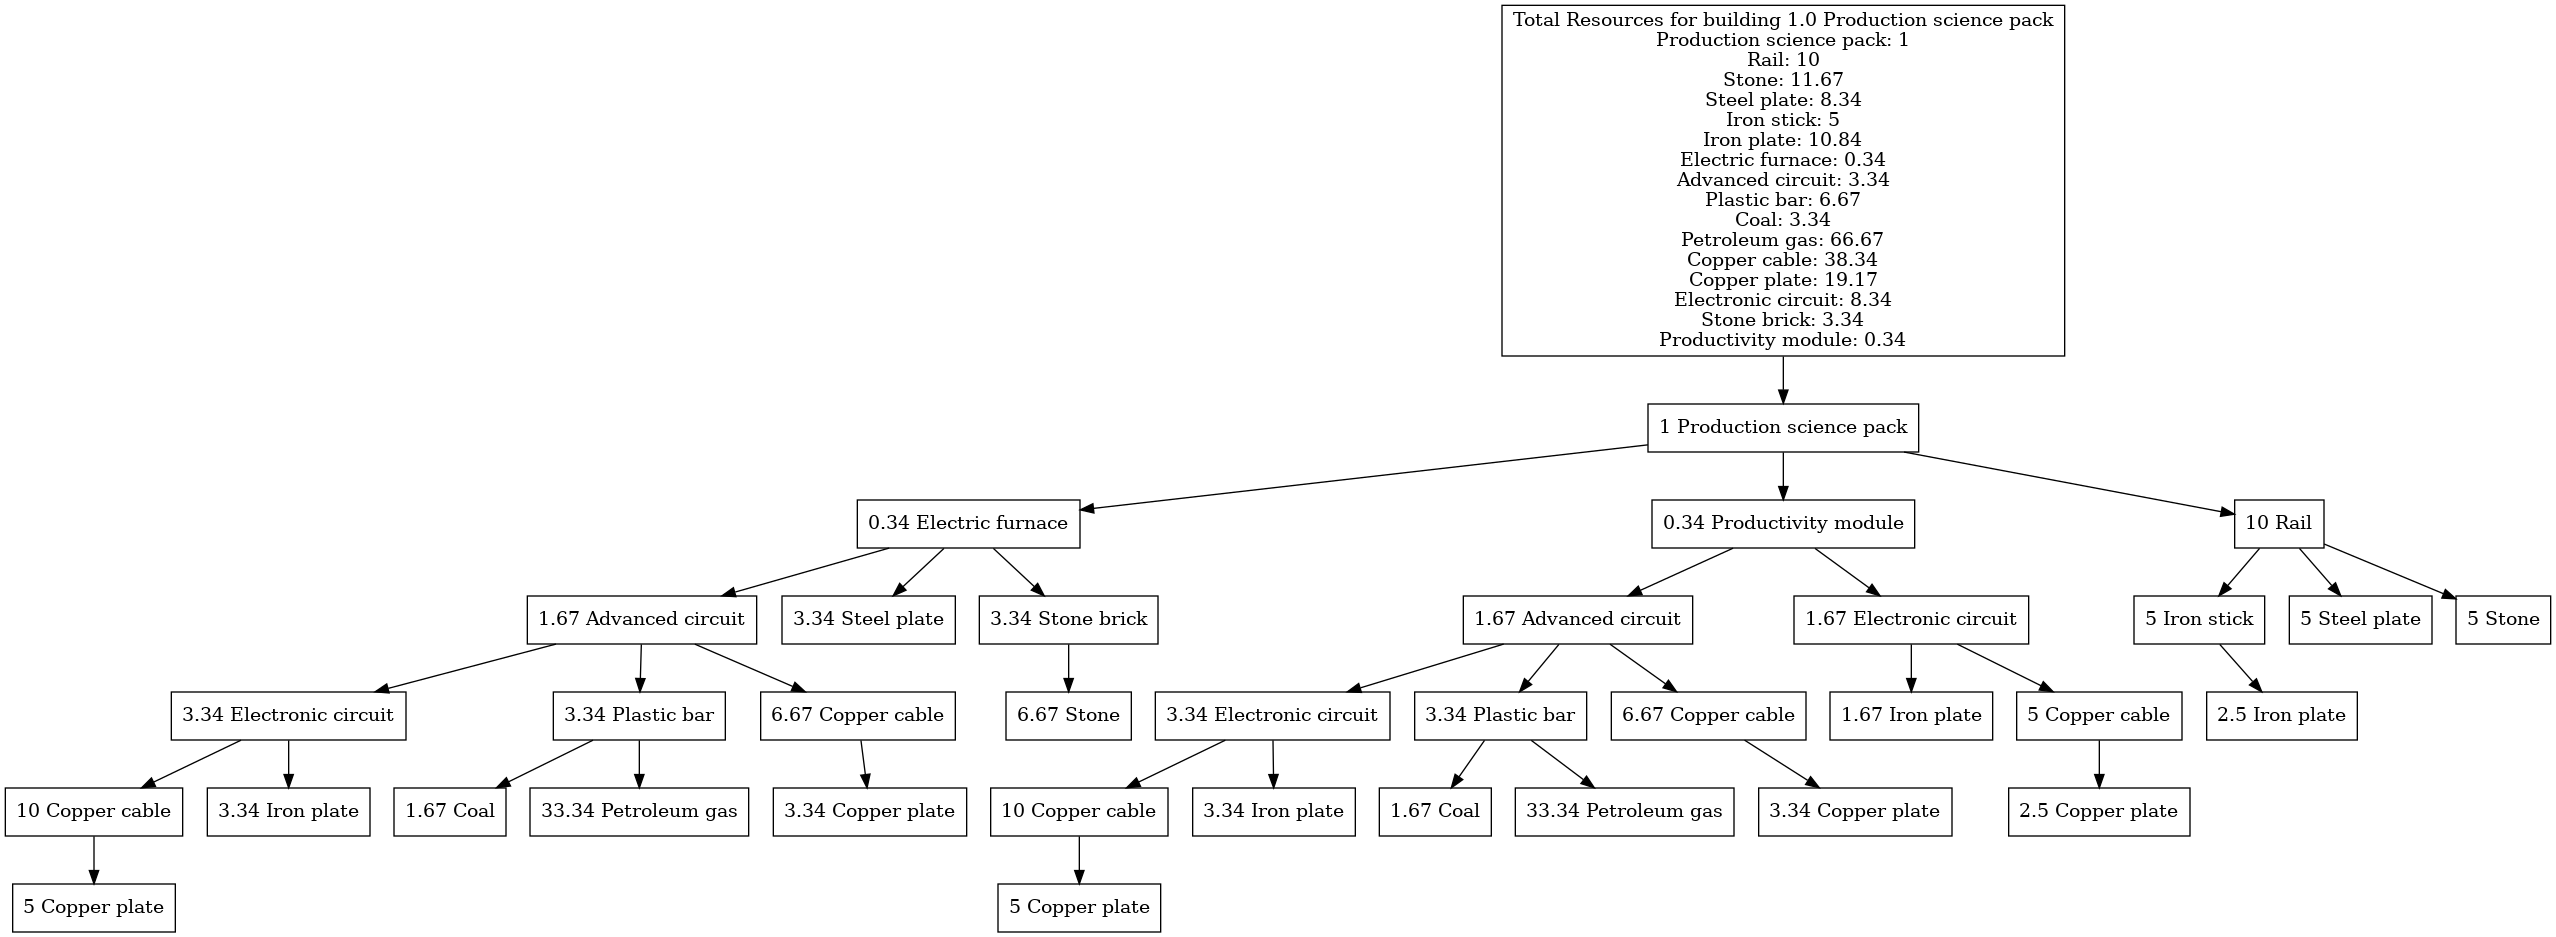 Total Resources for building 1.0 Production science pack
Production science pack: 1
Rail: 10
Stone: 11.67
Steel plate: 8.34
Iron stick: 5
Iron plate: 10.84
Electric furnace: 0.34
Advanced circuit: 3.34
Plastic bar: 6.67
Coal: 3.34
Petroleum gas: 66.67
Copper cable: 38.34
Copper plate: 19.17
Electronic circuit: 8.34
Stone brick: 3.34
Productivity module: 0.34
1 Production science pack
0.34 Electric furnace
0.34 Productivity module
10 Rail
1.67 Advanced circuit
3.34 Steel plate
3.34 Stone brick
1.67 Advanced circuit
1.67 Electronic circuit
5 Iron stick
5 Steel plate
5 Stone
3.34 Electronic circuit
3.34 Plastic bar
6.67 Copper cable
6.67 Stone
3.34 Electronic circuit
3.34 Plastic bar
6.67 Copper cable
1.67 Iron plate
5 Copper cable
2.5 Iron plate
10 Copper cable
3.34 Iron plate
1.67 Coal
33.34 Petroleum gas
3.34 Copper plate
10 Copper cable
3.34 Iron plate
1.67 Coal
33.34 Petroleum gas
3.34 Copper plate
2.5 Copper plate
5 Copper plate
5 Copper plate